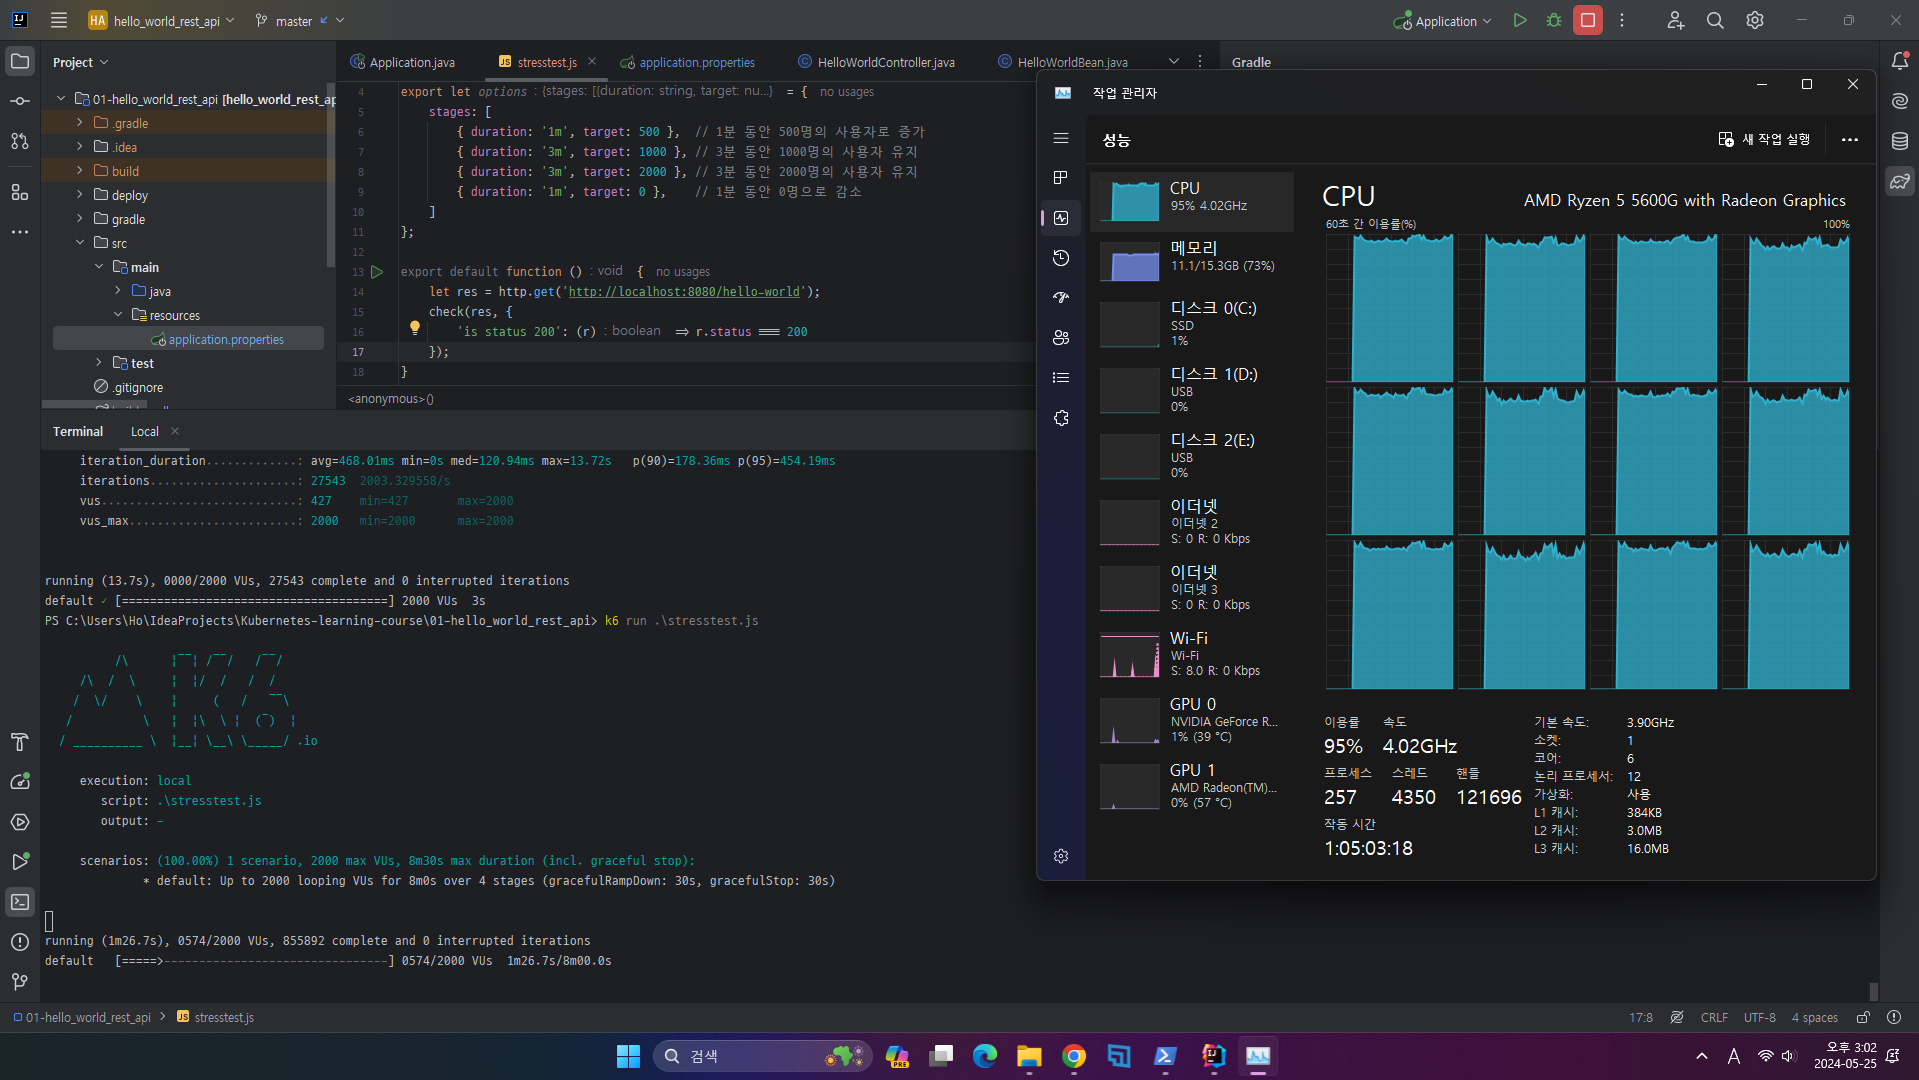 HA hello_world_rest_api
master
Application
Project
Application.java
stresstest.js
application.properties
HelloWorldController.java
HelloWorldBean.java
Gradle
01-hello_world_rest_api [hello_world_rest_ap
.gradle
.idea
build
deploy
gradle
src
main
java
resources
application.properties
test
.gitignore
4 export let options : {stages: [{duration: string, target: nu...} = { no usages
5 stages: [
6 { duration: '1m', target: 500 }, // 1분 동안 500명의 사용자로 증가
7 { duration: '3m', target: 1000 }, // 3분 동안 1000명의 사용자 유지
8 { duration: '3m', target: 2000 }, // 3분 동안 2000명의 사용자 유지
9 { duration: '1m', target: 0 }, // 1분 동안 0명으로 감소
10 ]
11 };
12
13 export default function () : void { no usages
14 let res = http.get('http://localhost:8080/hello-world');
15 check(res, {
16 'is status 200': (r) : boolean => r.status === 200
17 });
18 }
<anonymous>()
Terminal Local
iteration_duration.............: avg=468.01ms min=0s med=120.94ms max=13.72s p(90)=178.36ms p(95)=454.19ms
iterations.....................: 27543 2003.329558/s
vus............................: 427 min=427 max=2000
vus_max........................: 2000 min=2000 max=2000
running (13.7s), 0000/2000 VUs, 27543 complete and 0 interrupted iterations
default ✓ [======================================] 2000 VUs 3s
PS C:\Users\Ho\IdeaProjects\Kubernetes-learning-course\01-hello_world_rest_api> k6 run .\stresstest.js
.io
execution: local
script: .\stresstest.js
output: -
scenarios: (100.00%) 1 scenario, 2000 max VUs, 8m30s max duration (incl. graceful stop):
* default: Up to 2000 looping VUs for 8m0s over 4 stages (gracefulRampDown: 30s, gracefulStop: 30s)
running (1m26.7s), 0574/2000 VUs, 855892 complete and 0 interrupted iterations
default [=====>--------------------------------] 0574/2000 VUs 1m26.7s/8m00.0s
작업 관리자
성능
새 작업 실행
CPU
95% 4.02GHz
메모리
11.1/15.3GB (73%)
디스크 0(C:)
SSD
1%
디스크 1(D:)
USB
0%
디스크 2(E:)
USB
0%
이더넷
이더넷 2
S: 0 R: 0 Kbps
이더넷
이더넷 3
S: 0 R: 0 Kbps
Wi-Fi
Wi-Fi
S: 8.0 R: 0 Kbps
GPU 0
NVIDIA GeForce R...
1% (39 °C)
GPU 1
AMD Radeon(TM)...
0% (57 °C)
CPU
AMD Ryzen 5 5600G with Radeon Graphics
60초 간 이용률(%)
100%
이용률 속도
95% 4.02GHz
프로세스 스레드 핸들
257 4350 121696
작동 시간
1:05:03:18
기본 속도: 3.90GHz
소켓: 1
코어: 6
논리 프로세서: 12
가상화: 사용
L1 캐시: 384KB
L2 캐시: 3.0MB
L3 캐시: 16.0MB
01-hello_world_rest_api > stresstest.js
17:8 CRLF UTF-8 4 spaces
검색
PRE
A
오후 3:02
2024-05-25